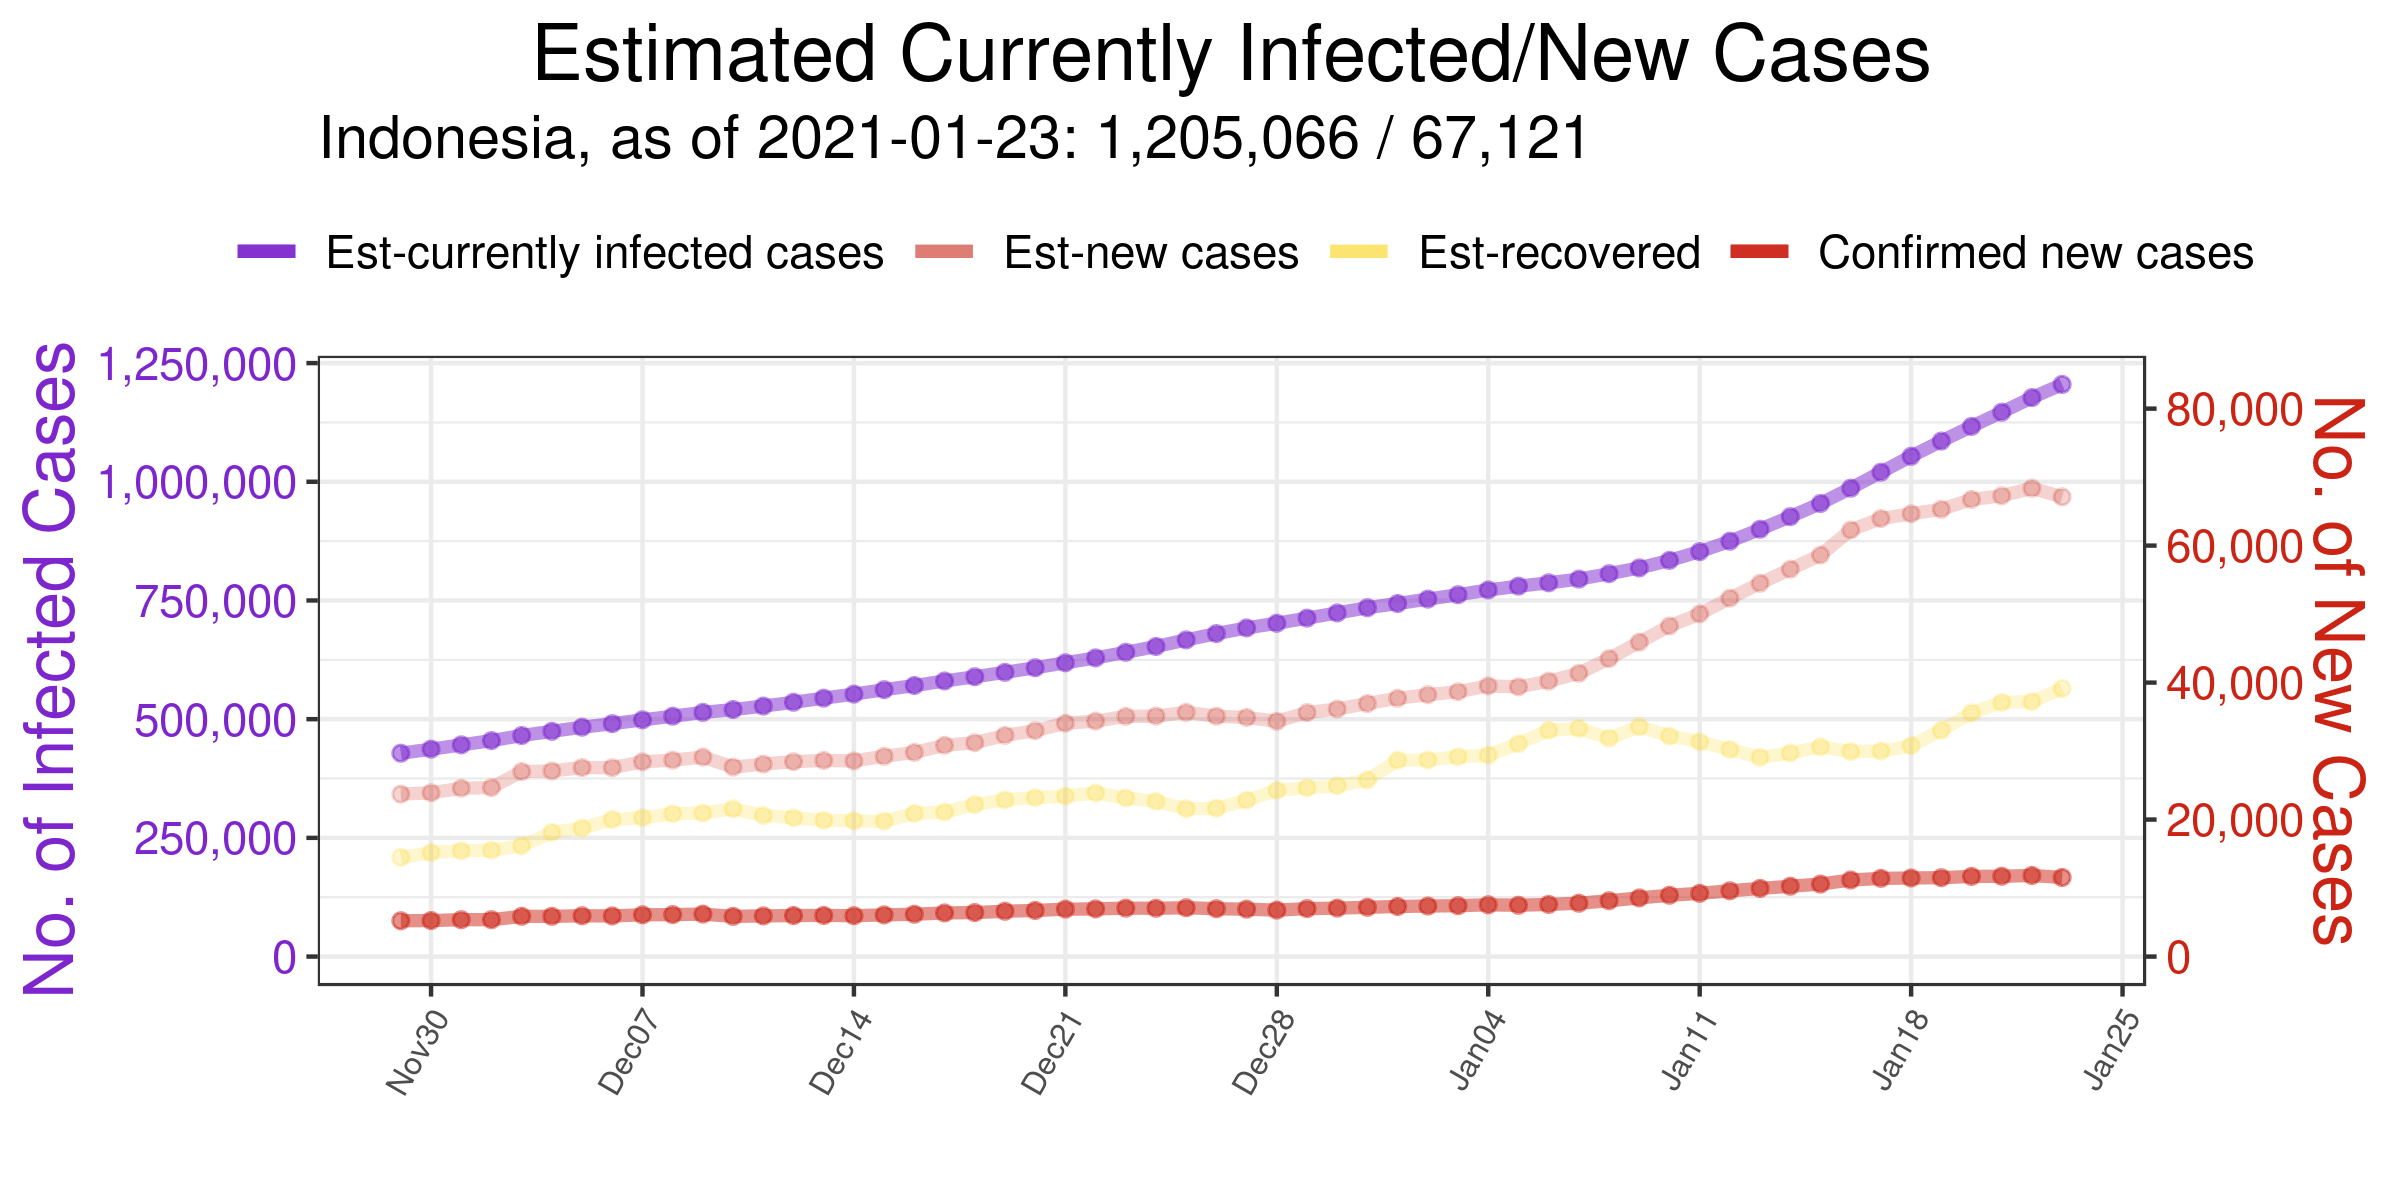 Estimated Currently Infected/New Cases
Indonesia, as of 2021-01-23: 1,205,066 / 67,121
Est-currently infected cases Est-new cases Est-recovered Confirmed new cases
No. of Infected Cases
1,250,000
1,000,000
750,000
500,000
250,000
0
80,000
60,000
40,000
20,000
0
No. of New Cases
Nov30 Dec07 Dec14 Dec21 Dec28 Jan04 Jan11 Jan18 Jan25